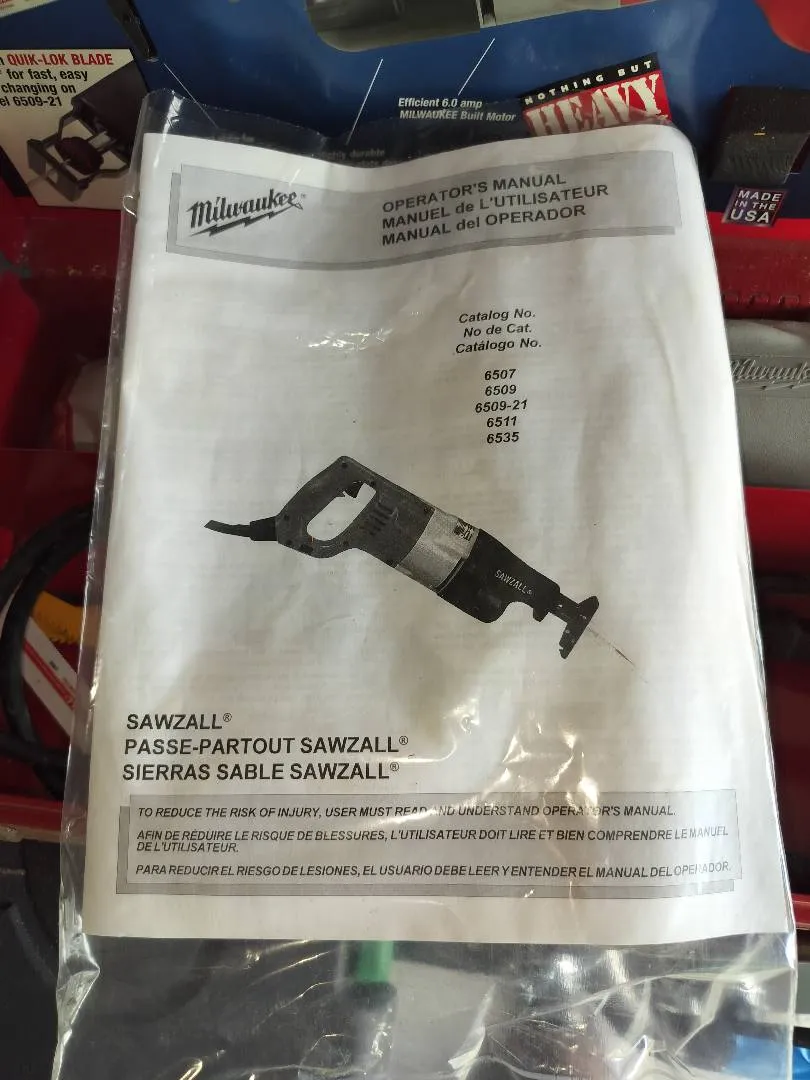 QUIK-LOK BLADE
for fast, easy
changing on
6509-21
Efficient 6.0 amp
MILWAUKEE Built Motor
NOTHING BUT
HEAVY
MADE
IN THE
USA
Milwaukee
OPERATOR'S MANUAL
MANUEL de L'UTILISATEUR
MANUAL del OPERADOR
Catalog No.
No de Cat.
Catálogo No.
6507
6509
6509-21
6511
6535
SAWZALL®
SAWZALL®
PASSE-PARTOUT SAWZALL®
SIERRAS SABLE SAWZALL®
TO REDUCE THE RISK OF INJURY, USER MUST READ AND UNDERSTAND OPERATOR'S MANUAL.
AFIN DE RÉDUIRE LE RISQUE DE BLESSURES, L'UTILISATEUR DOIT LIRE ET BIEN COMPRENDRE LE MANUEL
DE L'UTILISATEUR.
PARA REDUCIR EL RIESGO DE LESIONES, EL USUARIO DEBE LEER Y ENTENDER EL MANUAL DEL OPERADOR.